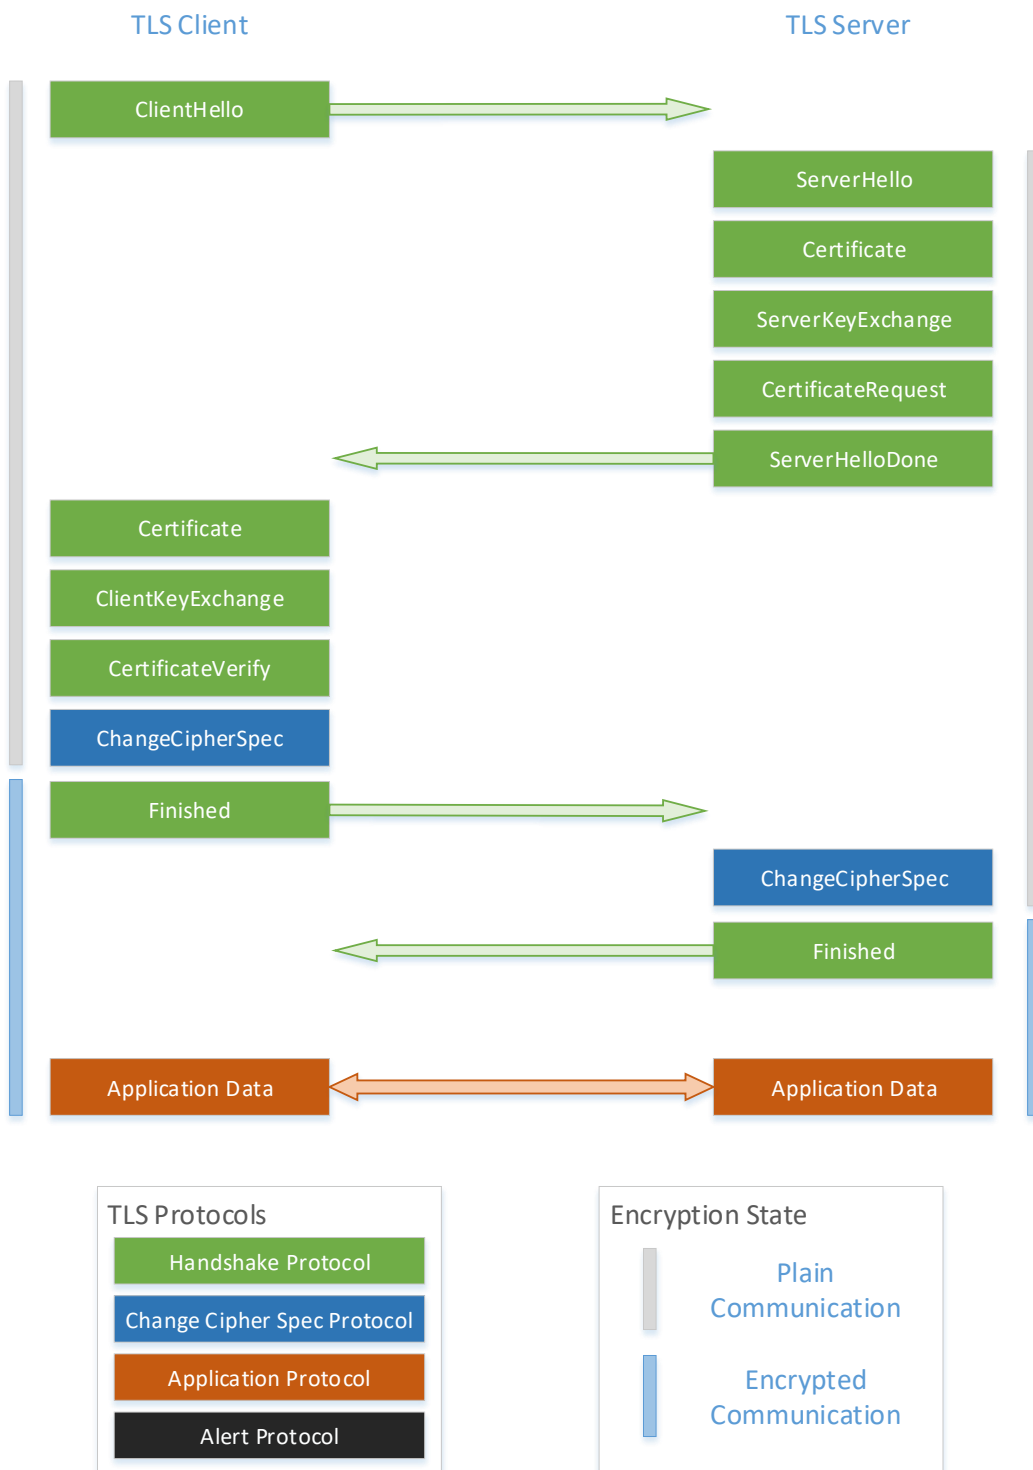 TLS Client
TLS Server
ClientHello
ServerHello
Certificate
ServerKeyExchange
CertificateRequest
ServerHelloDone
Certificate
ClientKeyExchange
CertificateVerify
ChangeCipherSpec
Finished
ChangeCipherSpec
Finished
Application Data
Application Data
TLS Protocols
Handshake Protocol
Change Cipher Spec Protocol
Application Protocol
Alert Protocol
Encryption State
Plain
Communication
Encrypted
Communication